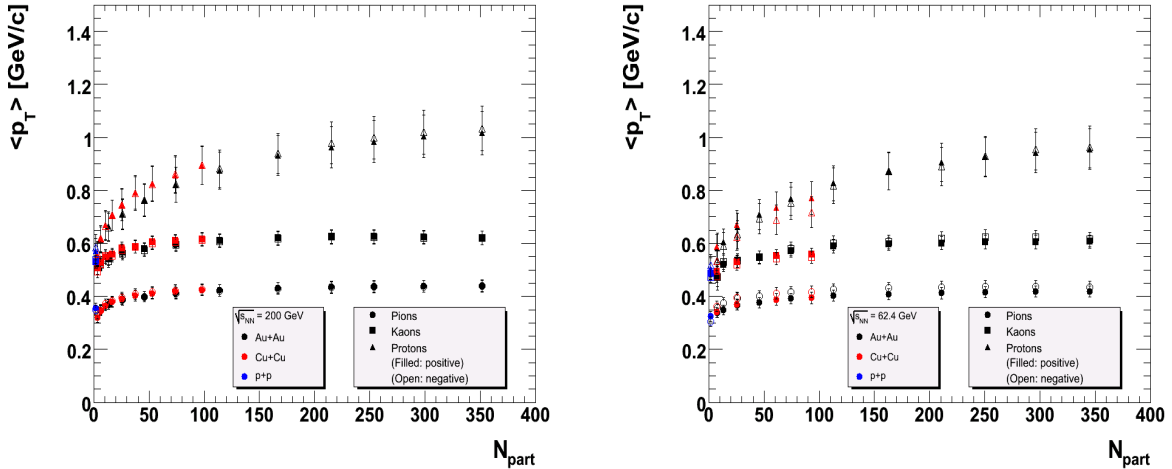 <p_T> [GeV/c]
1.4
1.2
1
0.8
0.6
0.4
0.2
0
0 50 100 150 200 250 300 350 400
N_part
√s_NN = 200 GeV
Au+Au
Cu+Cu
p+p
Pions
Kaons
Protons
(Filled: positive)
(Open: negative)
<p_T> [GeV/c]
1.4
1.2
1
0.8
0.6
0.4
0.2
0
0 50 100 150 200 250 300 350 400
N_part
√s_NN = 62.4 GeV
Au+Au
Cu+Cu
p+p
Pions
Kaons
Protons
(Filled: positive)
(Open: negative)